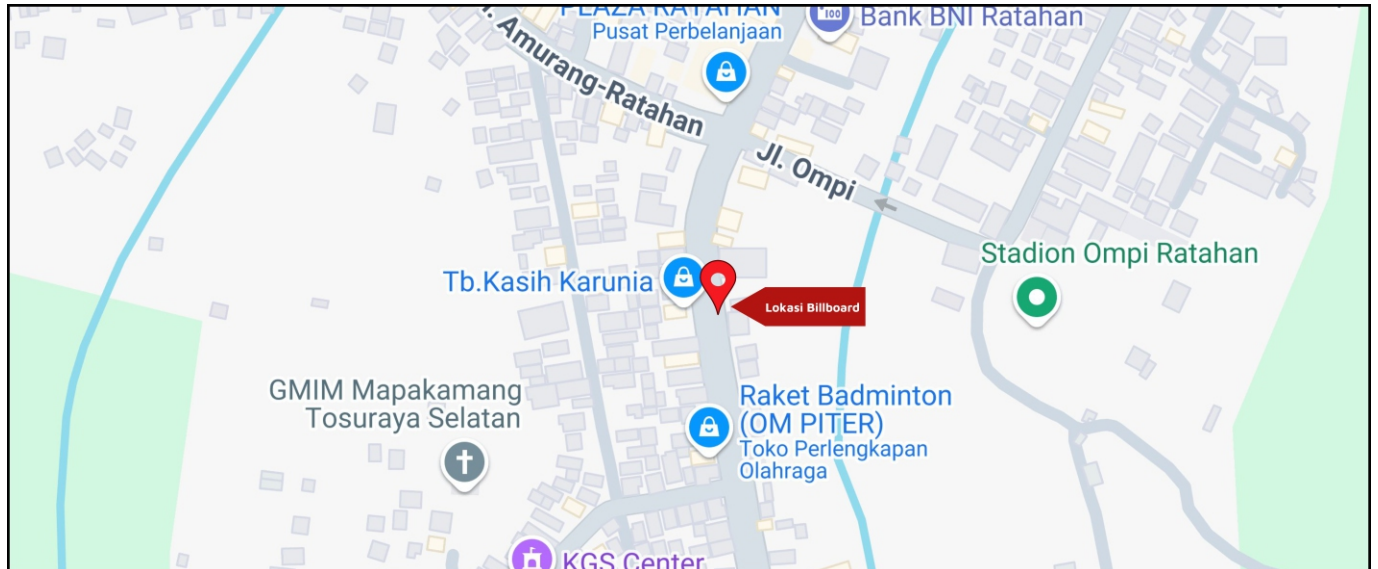 PLAZA RATAHAN
Pusat Perbelanjaan
Bank BNI Ratahan
Amurang-Ratahan
Jl. Ompi
Stadion Ompi Ratahan
Tb.Kasih Karunia
Lokasi Billboard
GMIM Mapakamang
Tosuraya Selatan
Raket Badminton
(OM PITER)
Toko Perlengkapan
Olahraga
KGS Center